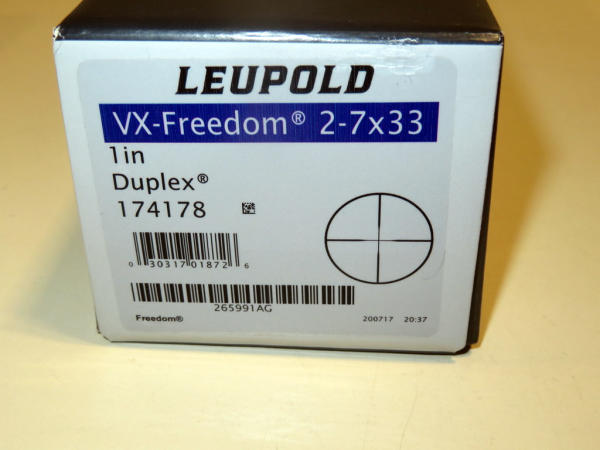 LEUPOLD
VX-Freedom® 2-7x33
1in
Duplex®
174178
0 30317 01872 6
265991AG
Freedom® 200717 20:37